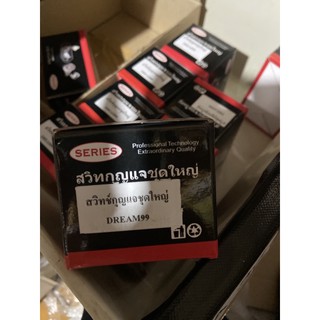 SERIES
Professional Technology
Extraordinary Quality
สวิทกุญแจชุดใหญ่
สวิทช์กุญแจชุดใหญ่
DREAM99